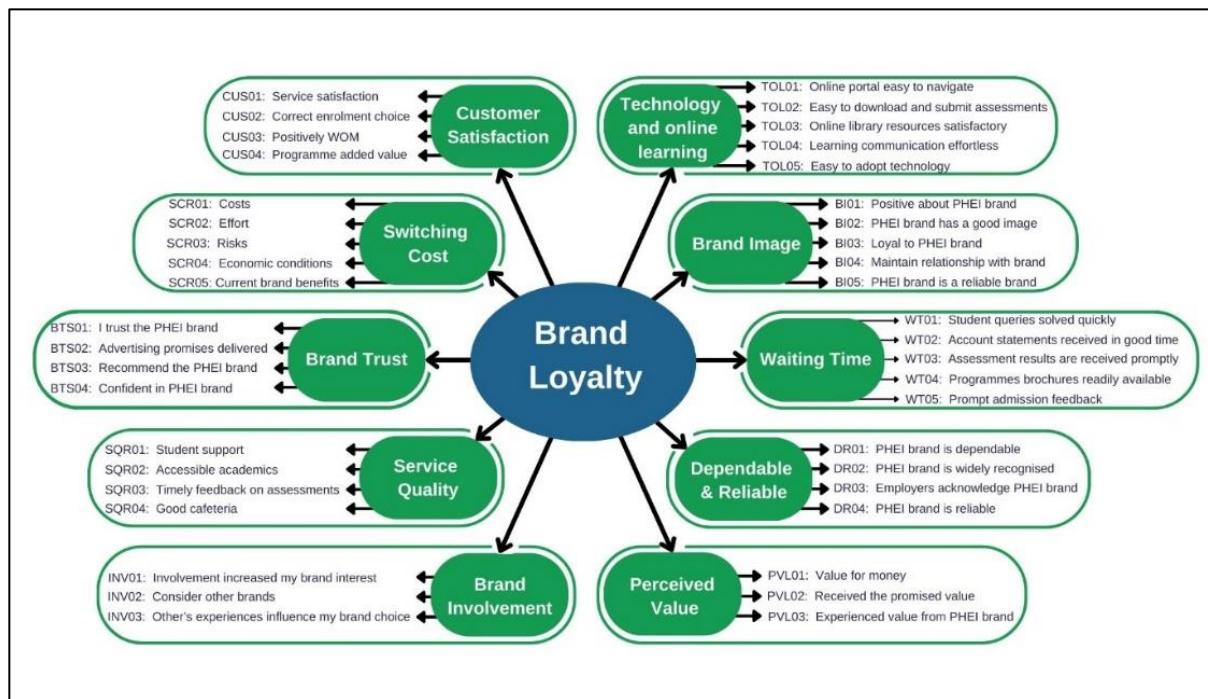 Customer
Satisfaction
CUS01: Service satisfaction
CUS02: Correct enrolment choice
CUS03: Positively WOM
CUS04: Programme added value
Technology
and online
learning
TOL01: Online portal easy to navigate
TOL02: Easy to download and submit assessments
TOL03: Online library resources satisfactory
TOL04: Learning communication effortless
TOL05: Easy to adopt technology
Switching
Cost
SCR01: Costs
SCR02: Effort
SCR03: Risks
SCR04: Economic conditions
SCR05: Current brand benefits
Brand Image
BI01: Positive about PHEI brand
BI02: PHEI brand has a good image
BI03: Loyal to PHEI brand
BI04: Maintain relationship with brand
BI05: PHEI brand is a reliable brand
Brand
Loyalty
Brand Trust
BTS01: I trust the PHEI brand
BTS02: Advertising promises delivered
BTS03: Recommend the PHEI brand
BTS04: Confident in PHEI brand
Waiting Time
WT01: Student queries solved quickly
WT02: Account statements received in good time
WT03: Assessment results are received promptly
WT04: Programmes brochures readily available
WT05: Prompt admission feedback
Service
Quality
SQR01: Student support
SQR02: Accessible academics
SQR03: Timely feedback on assessments
SQR04: Good cafeteria
Dependable
& Reliable
DR01: PHEI brand is dependable
DR02: PHEI brand is widely recognised
DR03: Employers acknowledge PHEI brand
DR04: PHEI brand is reliable
Brand
Involvement
INV01: Involvement increased my brand interest
INV02: Consider other brands
INV03: Other's experiences influence my brand choice
Perceived
Value
PVL01: Value for money
PVL02: Received the promised value
PVL03: Experienced value from PHEI brand